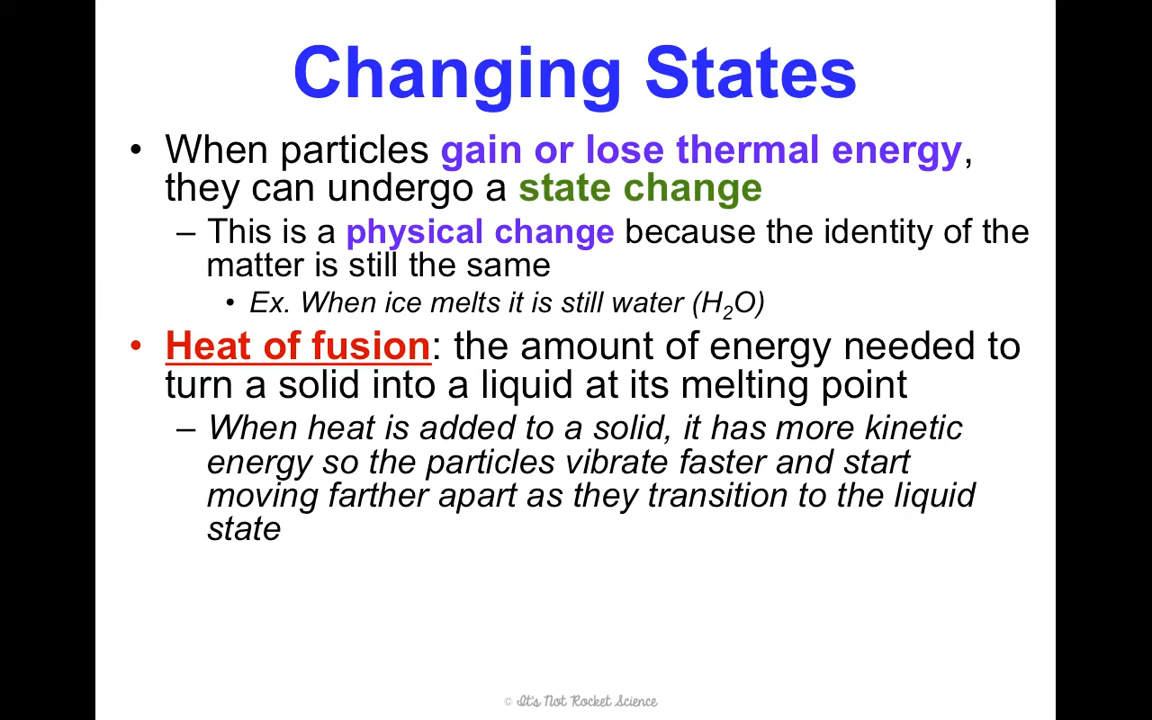 Changing States
• When particles gain or lose thermal energy,
they can undergo a state change
– This is a physical change because the identity of the
matter is still the same
• Ex. When ice melts it is still water (H₂O)
• Heat of fusion: the amount of energy needed to
turn a solid into a liquid at its melting point
– When heat is added to a solid, it has more kinetic
energy so the particles vibrate faster and start
moving farther apart as they transition to the liquid
state
© It's Not Rocket Science